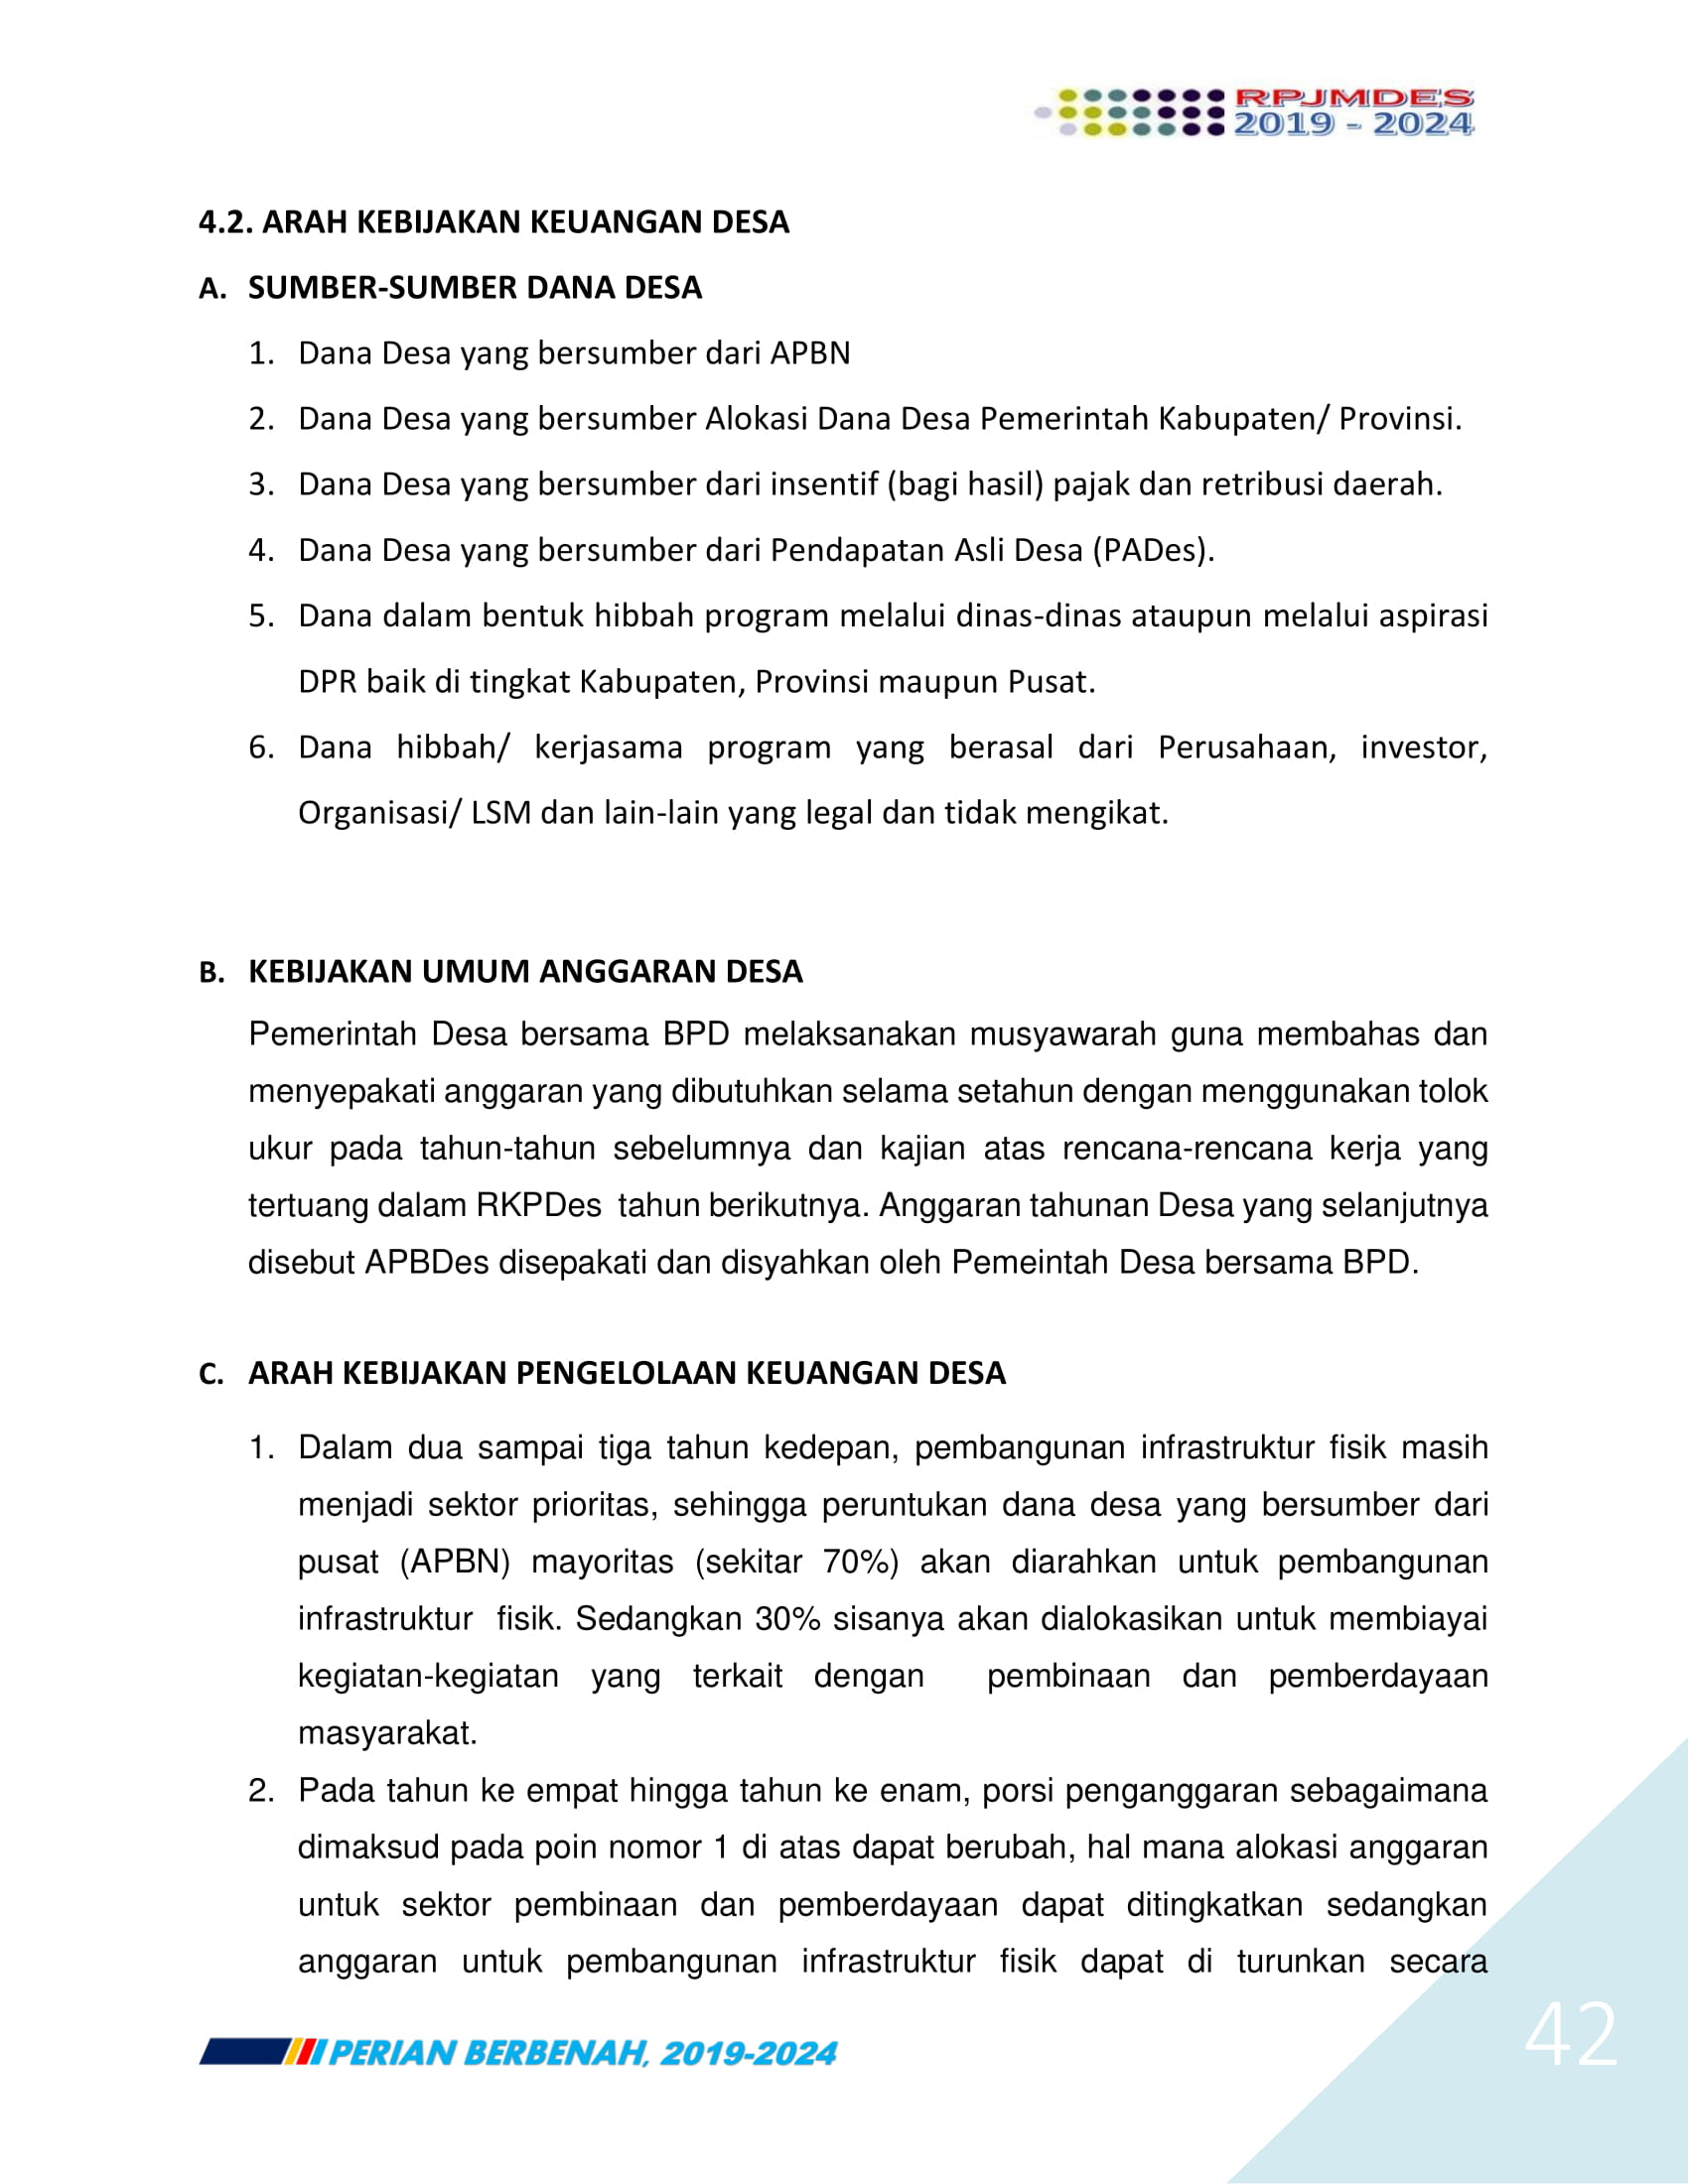 RPJMDES
2019 - 2024
4.2. ARAH KEBIJAKAN KEUANGAN DESA
A. SUMBER-SUMBER DANA DESA
1. Dana Desa yang bersumber dari APBN
2. Dana Desa yang bersumber Alokasi Dana Desa Pemerintah Kabupaten/ Provinsi.
3. Dana Desa yang bersumber dari insentif (bagi hasil) pajak dan retribusi daerah.
4. Dana Desa yang bersumber dari Pendapatan Asli Desa (PADes).
5. Dana dalam bentuk hibbah program melalui dinas-dinas ataupun melalui aspirasi
DPR baik di tingkat Kabupaten, Provinsi maupun Pusat.
6. Dana hibbah/ kerjasama program yang berasal dari Perusahaan, investor,
Organisasi/ LSM dan lain-lain yang legal dan tidak mengikat.
B. KEBIJAKAN UMUM ANGGARAN DESA
Pemerintah Desa bersama BPD melaksanakan musyawarah guna membahas dan
menyepakati anggaran yang dibutuhkan selama setahun dengan menggunakan tolok
ukur pada tahun-tahun sebelumnya dan kajian atas rencana-rencana kerja yang
tertuang dalam RKPDes tahun berikutnya. Anggaran tahunan Desa yang selanjutnya
disebut APBDes disepakati dan disyahkan oleh Pemeintah Desa bersama BPD.
C. ARAH KEBIJAKAN PENGELOLAAN KEUANGAN DESA
1. Dalam dua sampai tiga tahun kedepan, pembangunan infrastruktur fisik masih
menjadi sektor prioritas, sehingga peruntukan dana desa yang bersumber dari
pusat (APBN) mayoritas (sekitar 70%) akan diarahkan untuk pembangunan
infrastruktur fisik. Sedangkan 30% sisanya akan dialokasikan untuk membiayai
kegiatan-kegiatan yang terkait dengan pembinaan dan pemberdayaan
masyarakat.
2. Pada tahun ke empat hingga tahun ke enam, porsi penganggaran sebagaimana
dimaksud pada poin nomor 1 di atas dapat berubah, hal mana alokasi anggaran
untuk sektor pembinaan dan pemberdayaan dapat ditingkatkan sedangkan
anggaran untuk pembangunan infrastruktur fisik dapat di turunkan secara
PERIAN BERBENAH, 2019-2024
42